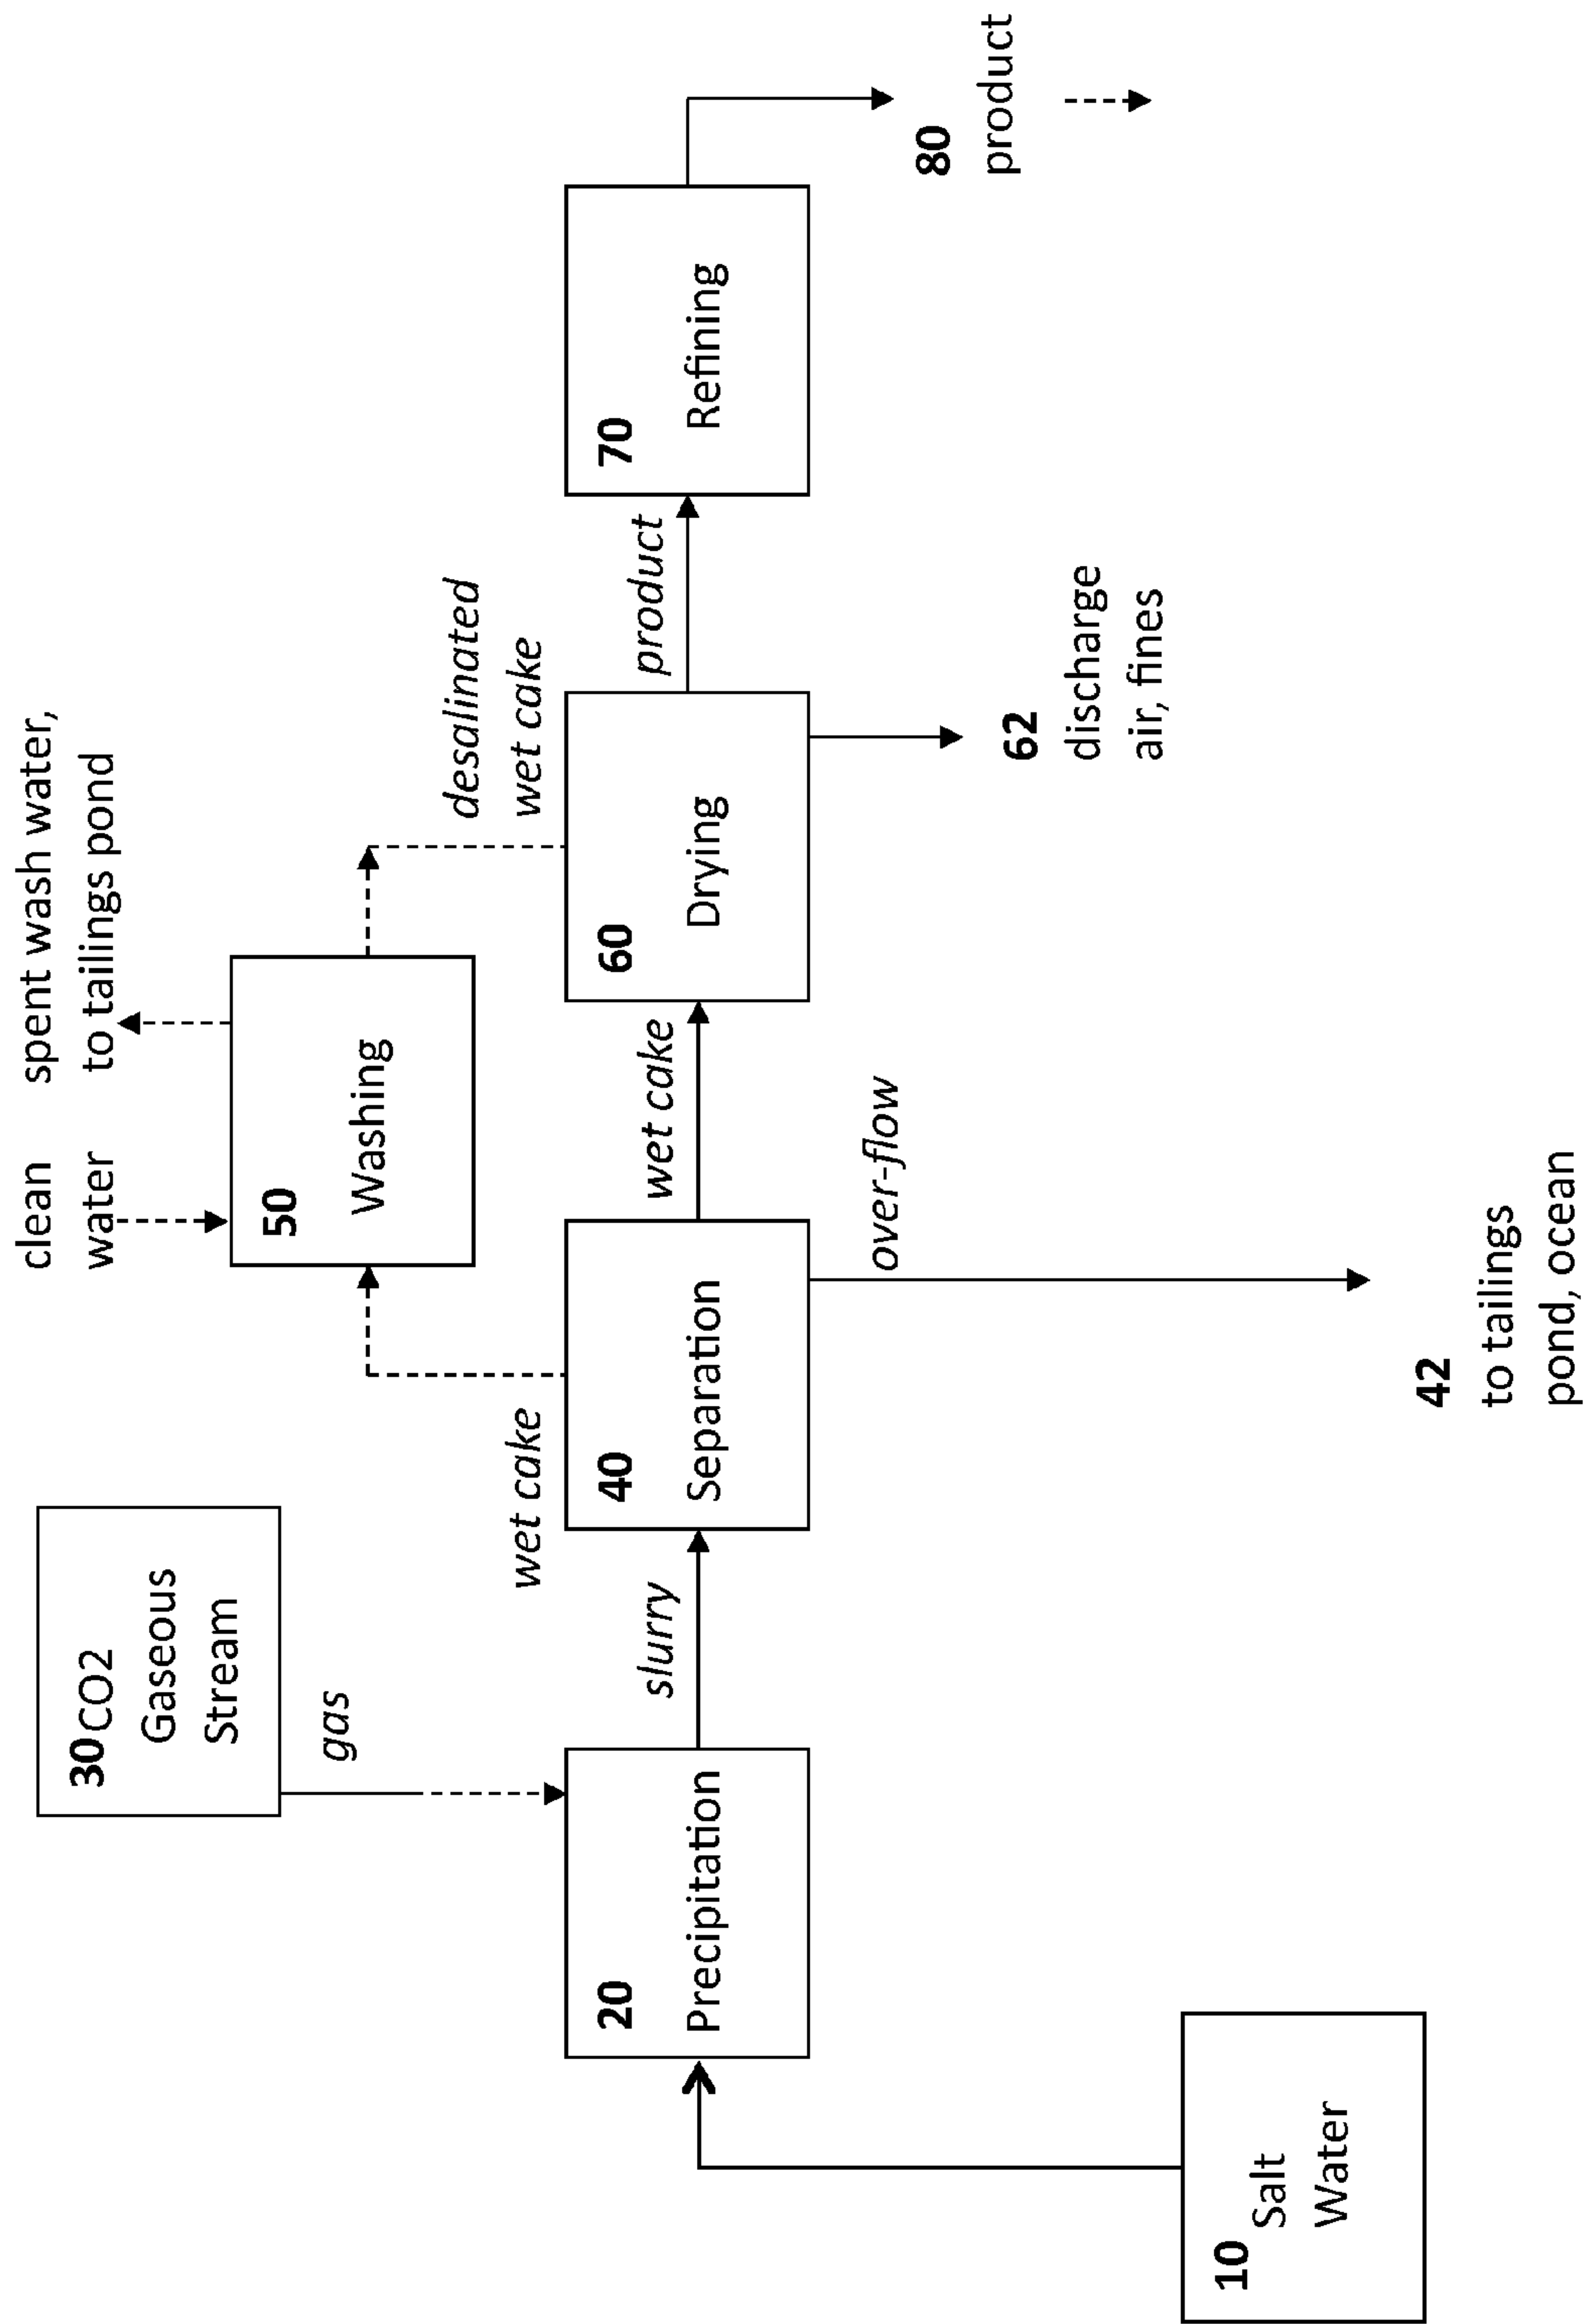 30 CO2
Gaseous
Stream
gas
clean
water
spent wash water,
to tailings pond
50
Washing
wet cake
desalinated
wet cake
20
Precipitation
slurry
40
Separation
wet cake
60
Drying
product
70
Refining
over-flow
80
product
62
discharge
air, fines
10
Salt
Water
42
to tailings
pond, ocean